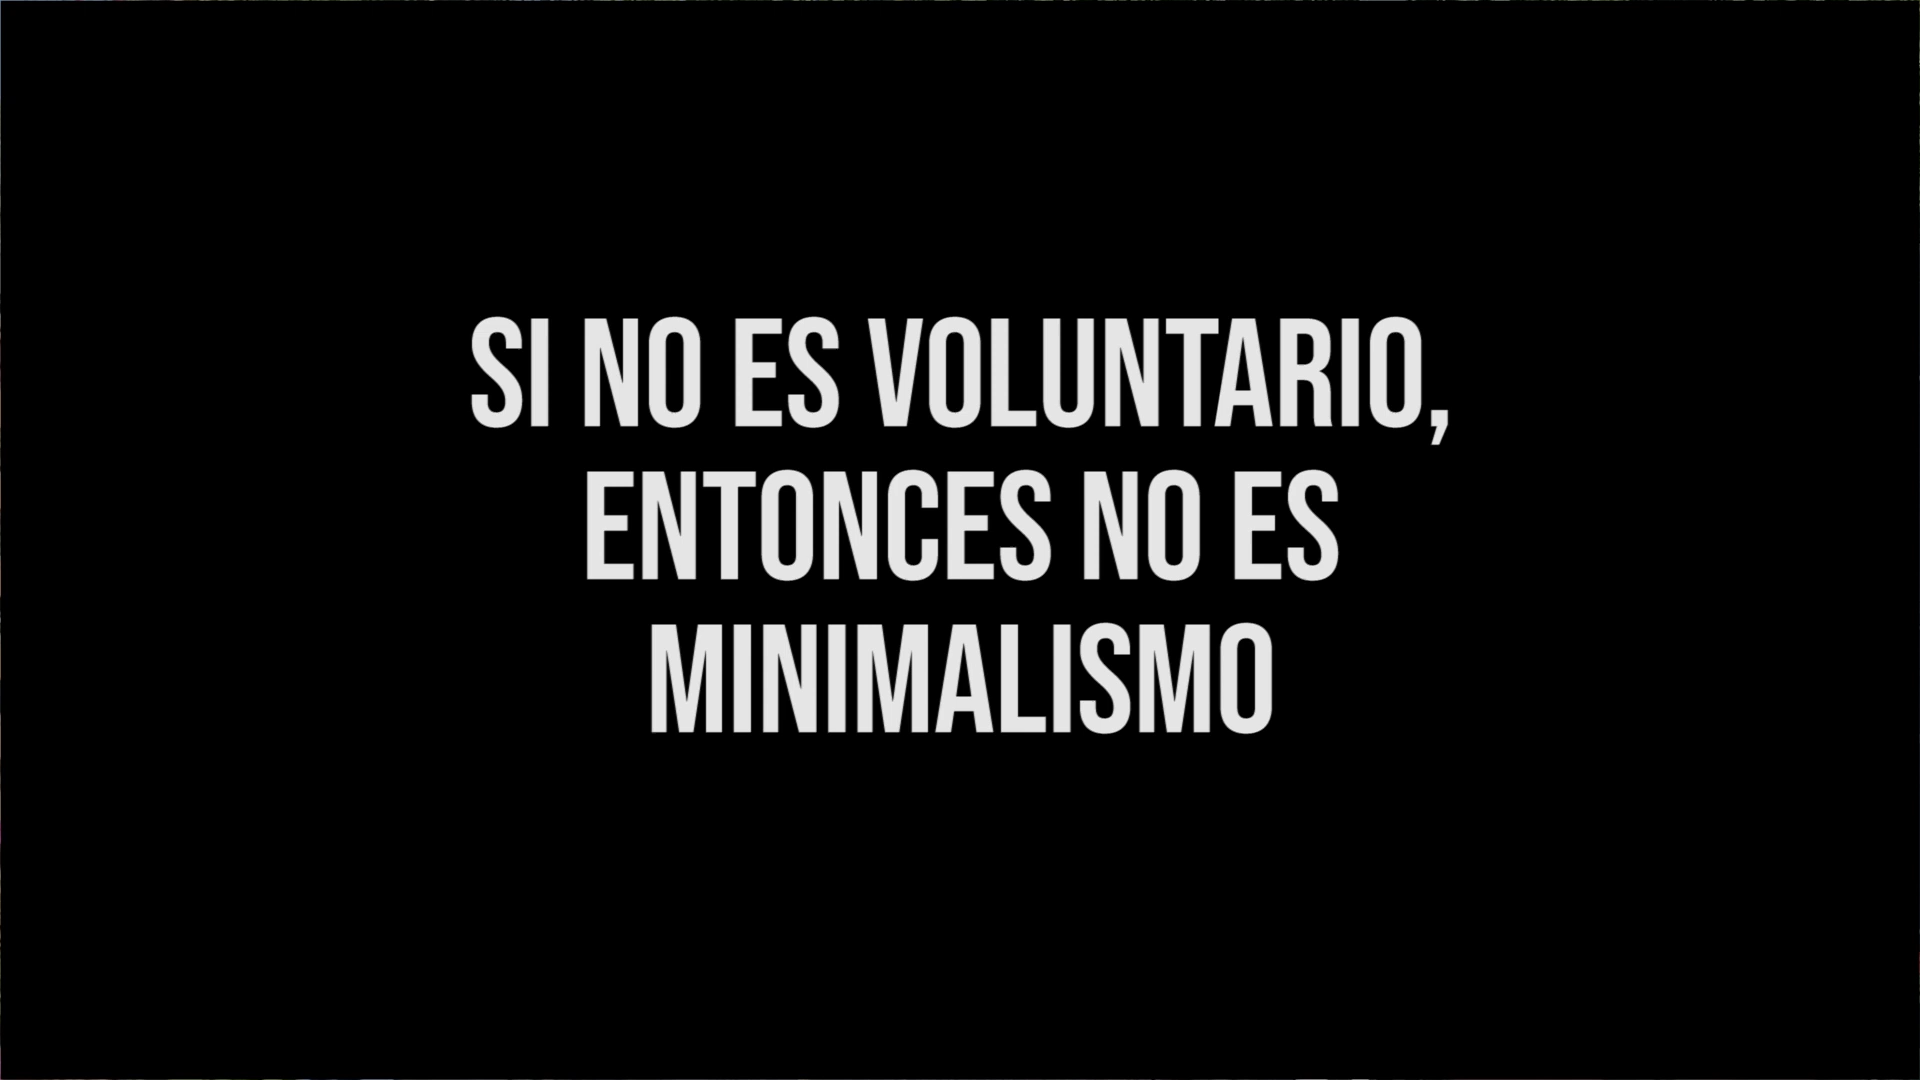 SI NO ES VOLUNTARIO,
ENTONCES NO ES
MINIMALISMO